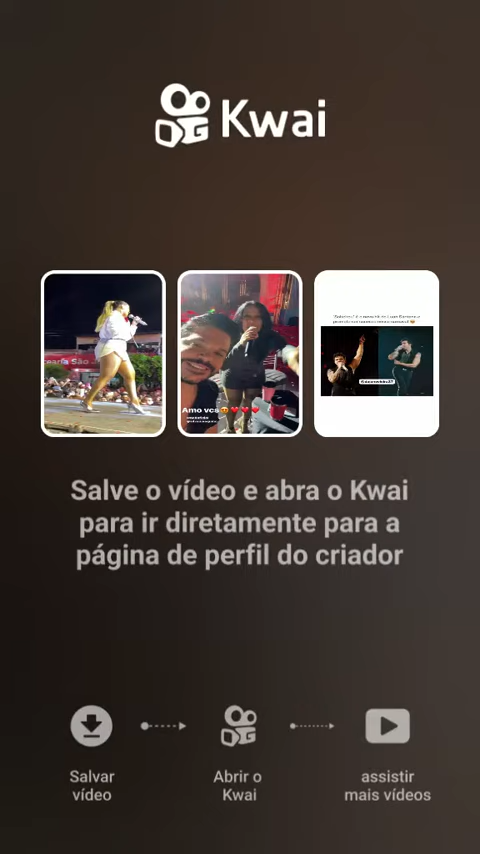 Kwai
Amo vcs😍❤❤❤
Salve o vídeo e abra o Kwai
para ir diretamente para a
página de perfil do criador
Salvar
vídeo
Abrir o
Kwai
assistir
mais vídeos